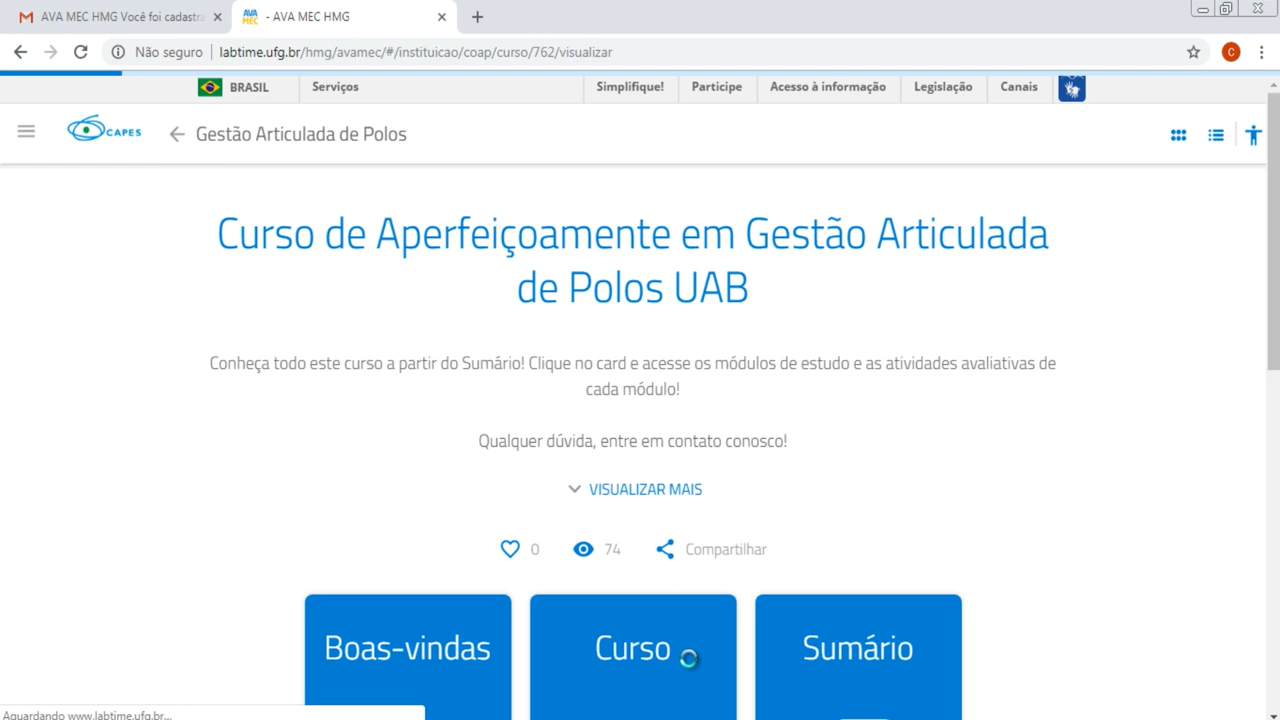 AVA MEC HMG Você foi cadastra
- AVA MEC HMG
Não seguro
labtime.ufg.br/hmg/avamec/#/instituicao/coap/curso/762/visualizar
C
BRASIL
Serviços
Simplifique!
Participe
Acesso à informação
Legislação
Canais
CAPES
Gestão Articulada de Polos
Curso de Aperfeiçoamente em Gestão Articulada
de Polos UAB
Conheça todo este curso a partir do Sumário! Clique no card e acesse os módulos de estudo e as atividades avaliativas de
cada módulo!
Qualquer dúvida, entre em contato conosco!
VISUALIZAR MAIS
0
74
Compartilhar
Boas-vindas
Curso
Sumário
Aguardando www.labtime.ufg.br...